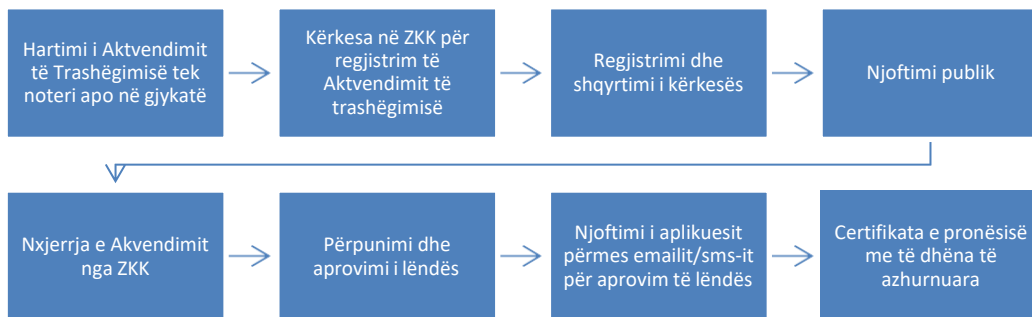 Hartimi i Aktvendimit
të Trashëgimisë tek
noteri apo në gjykatë
Kërkesa në ZKK për
regjistrim të
Aktvendimit të
trashëgimisë
Regjistrimi dhe
shqyrtimi i kërkesës
Njoftimi publik
Nxjerrja e Akvendimit
nga ZKK
Përpunimi dhe
aprovimi i lëndës
Njoftimi i aplikuesit
përmes emailit/sms-it
për aprovim të lëndës
Certifikata e pronësisë
me të dhëna të
azhurnuara